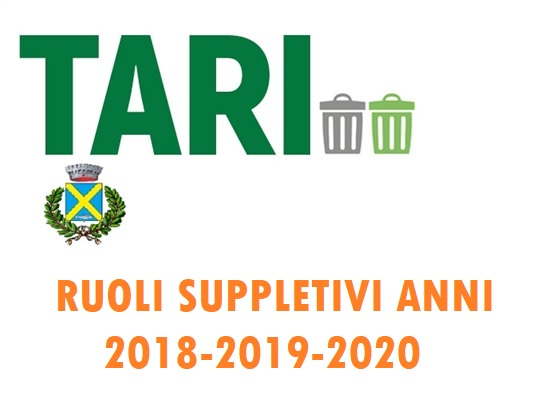 TARI
RUOLI SUPPLETIVI ANNI
2018-2019-2020